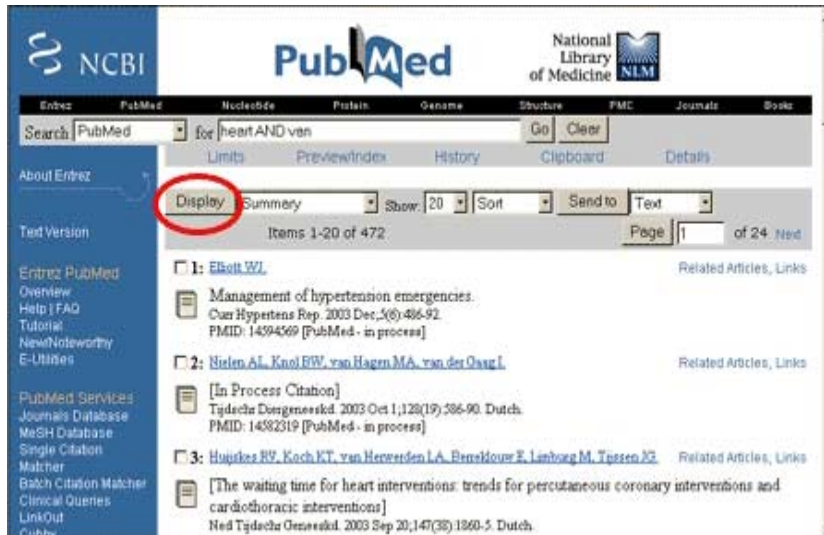 NCBI
PubMed
National
Library
of Medicine NLM
Entrez PubMed Nucleotide Protein Genome Structure PMC Journals Books
Search PubMed for heart AND van Go Clear
Limits Preview/Index History Clipboard Details
About Entrez
Display Summary Show: 20 Sort Send to Text
Text Version
Items 1-20 of 472 Page 1 of 24 Next
Entrez PubMed
Overview
Help | FAQ
Tutorial
New/Noteworthy
E-Utilities
PubMed Services
Journals Database
MeSH Database
Single Citation
Matcher
Batch Citation Matcher
Clinical Queries
LinkOut
Cubby
1: Elliott WJ. Related Articles, Links
Management of hypertension emergencies.
Curr Hypertens Rep. 2003 Dec;5(6):486-92.
PMID: 14594569 [PubMed - in process]
2: Nielen AL, Knol BW, van Hagen MA, van der Gaag I. Related Articles, Links
[In Process Citation]
Tijdschr Diergeneeskd. 2003 Oct 1;128(19):586-90. Dutch.
PMID: 14582319 [PubMed - in process]
3: Huijskes RV, Koch KT, van Herwerden LA, Berreklouw E, Limburg M, Tijssen JG. Related Articles, Links
[The waiting time for heart interventions: trends for percutaneous coronary interventions and
cardiothoracic interventions]
Ned Tijdschr Geneeskd. 2003 Sep 20;147(38):1860-5. Dutch.